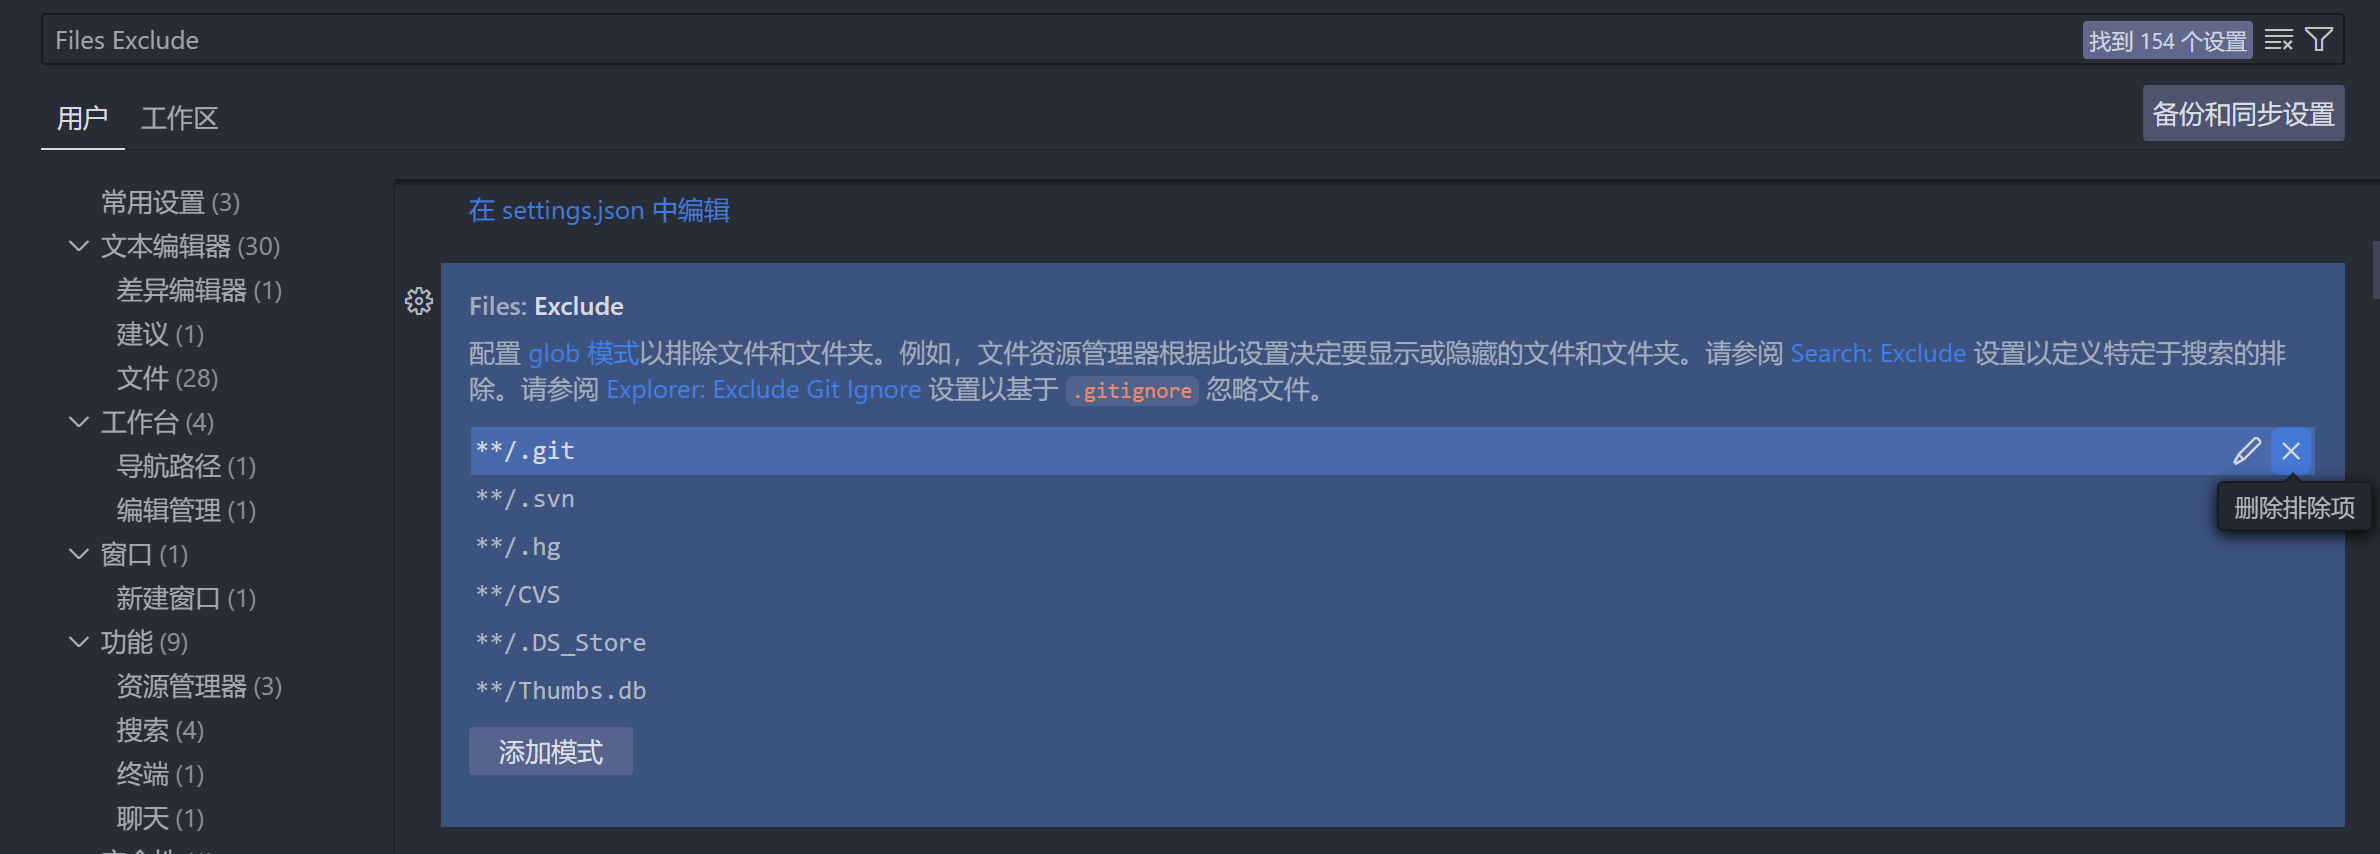 Files Exclude
找到 154 个设置
用户
工作区
备份和同步设置
常用设置 (3)
文本编辑器 (30)
差异编辑器 (1)
建议 (1)
文件 (28)
工作台 (4)
导航路径 (1)
编辑管理 (1)
窗口 (1)
新建窗口 (1)
功能 (9)
资源管理器 (3)
搜索 (4)
终端 (1)
聊天 (1)
在 settings.json 中编辑
Files: Exclude
配置 glob 模式以排除文件和文件夹。例如，文件资源管理器根据此设置决定要显示或隐藏的文件和文件夹。请参阅 Search: Exclude 设置以定义特定于搜索的排
除。请参阅 Explorer: Exclude Git Ignore 设置以基于 .gitignore 忽略文件。
**/.git
**/.svn
删除排除项
**/.hg
**/CVS
**/.DS_Store
**/Thumbs.db
添加模式